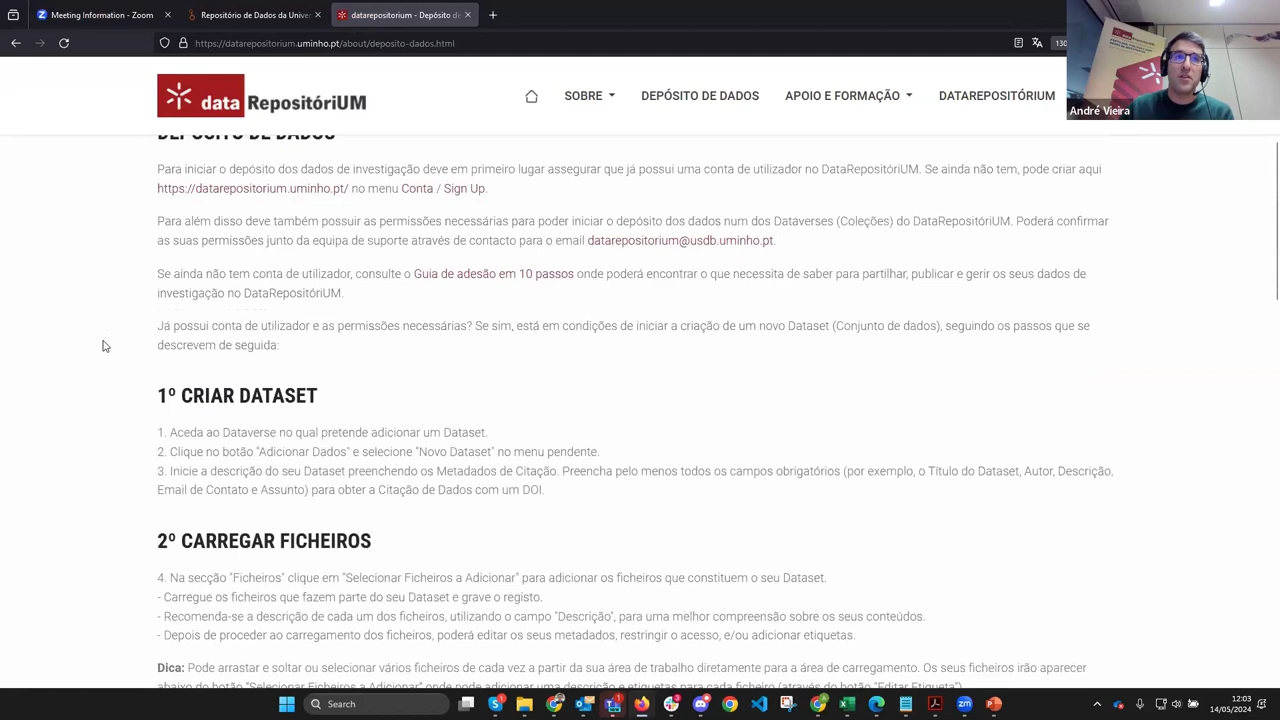 Meeting Information - Zoom
Repositório de Dados da Univer
datarepositorium - Depósito de
https://datarepositorium.uminho.pt/about/deposito-dados.html
data RepositóriUM
SOBRE
DEPÓSITO DE DADOS
APOIO E FORMAÇÃO
DATAREPOSITÓRIUM
André Vieira
DEPÓSITO DE DADOS
Para iniciar o depósito dos dados de investigação deve em primeiro lugar assegurar que já possui uma conta de utilizador no DataRepositóriUM. Se ainda não tem, pode criar aqui
https://datarepositorium.uminho.pt/ no menu Conta / Sign Up.
Para além disso deve também possuir as permissões necessárias para poder iniciar o depósito dos dados num dos Dataverses (Coleções) do DataRepositóriUM. Poderá confirmar
as suas permissões junto da equipa de suporte através de contacto para o email datarepositorium@usdb.uminho.pt.
Se ainda não tem conta de utilizador, consulte o Guia de adesão em 10 passos onde poderá encontrar o que necessita de saber para partilhar, publicar e gerir os seus dados de
investigação no DataRepositóriUM.
Já possui conta de utilizador e as permissões necessárias? Se sim, está em condições de iniciar a criação de um novo Dataset (Conjunto de dados), seguindo os passos que se
descrevem de seguida:
1º CRIAR DATASET
1. Aceda ao Dataverse no qual pretende adicionar um Dataset.
2. Clique no botão "Adicionar Dados" e selecione "Novo Dataset" no menu pendente.
3. Inicie a descrição do seu Dataset preenchendo os Metadados de Citação. Preencha pelo menos todos os campos obrigatórios (por exemplo, o Título do Dataset, Autor, Descrição,
Email de Contato e Assunto) para obter a Citação de Dados com um DOI.
2º CARREGAR FICHEIROS
4. Na secção "Ficheiros" clique em "Selecionar Ficheiros a Adicionar" para adicionar os ficheiros que constituem o seu Dataset.
- Carregue os ficheiros que fazem parte do seu Dataset e grave o registo.
- Recomenda-se a descrição de cada um dos ficheiros, utilizando o campo "Descrição", para uma melhor compreensão sobre os seus conteúdos.
- Depois de proceder ao carregamento dos ficheiros, poderá editar os seus metadados, restringir o acesso, e/ou adicionar etiquetas.
Dica: Pode arrastar e soltar ou selecionar vários ficheiros de cada vez a partir da sua área de trabalho diretamente para a área de carregamento. Os seus ficheiros irão aparecer
abaixo do botão "Selecionar Ficheiros a Adicionar" onde pode adicionar uma descrição e etiquetas para cada ficheiro (através do botão "Editar Etiqueta").
Search
12:03
14/05/2024